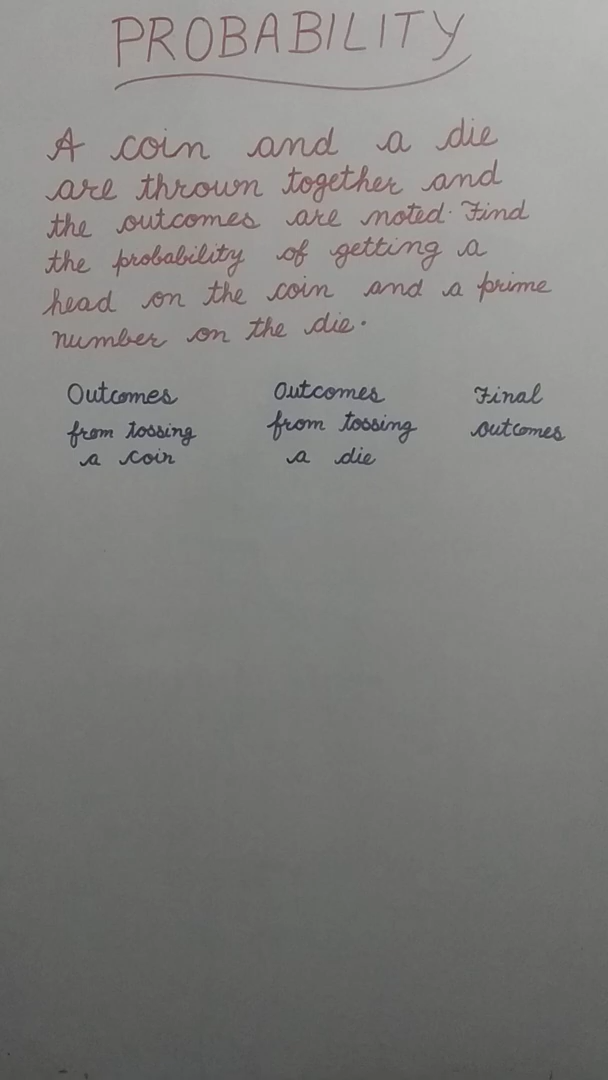 PROBABILITY
A coin and a die
are thrown together and
the outcomes are noted. Find
the probability of getting a
head on the coin and a prime
number on the die.
Outcomes from tossing a coin
Outcomes from tossing a die
Final outcomes